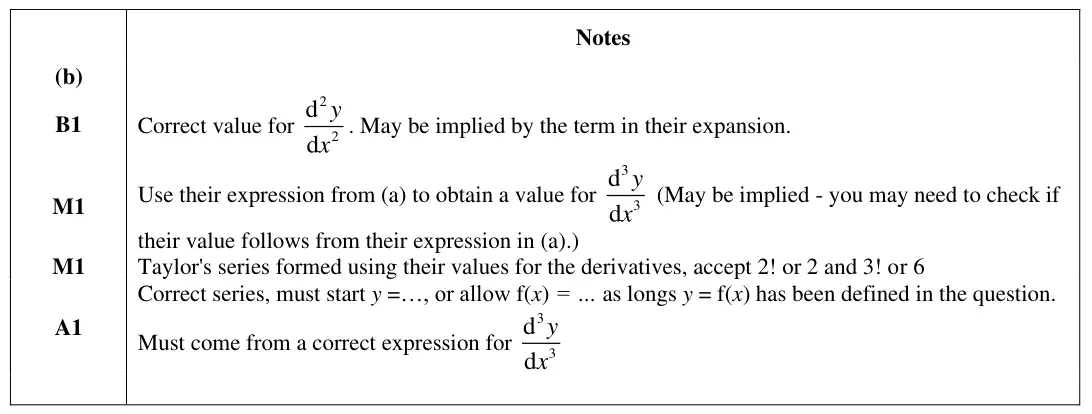 Notes
(b)
B1 Correct value for d²y/dx² . May be implied by the term in their expansion.
M1 Use their expression from (a) to obtain a value for d³y/dx³ (May be implied - you may need to check if
their value follows from their expression in (a).)
M1 Taylor's series formed using their values for the derivatives, accept 2! or 2 and 3! or 6
Correct series, must start y =…, or allow f(x) = ... as longs y = f(x) has been defined in the question.
A1 Must come from a correct expression for d³y/dx³